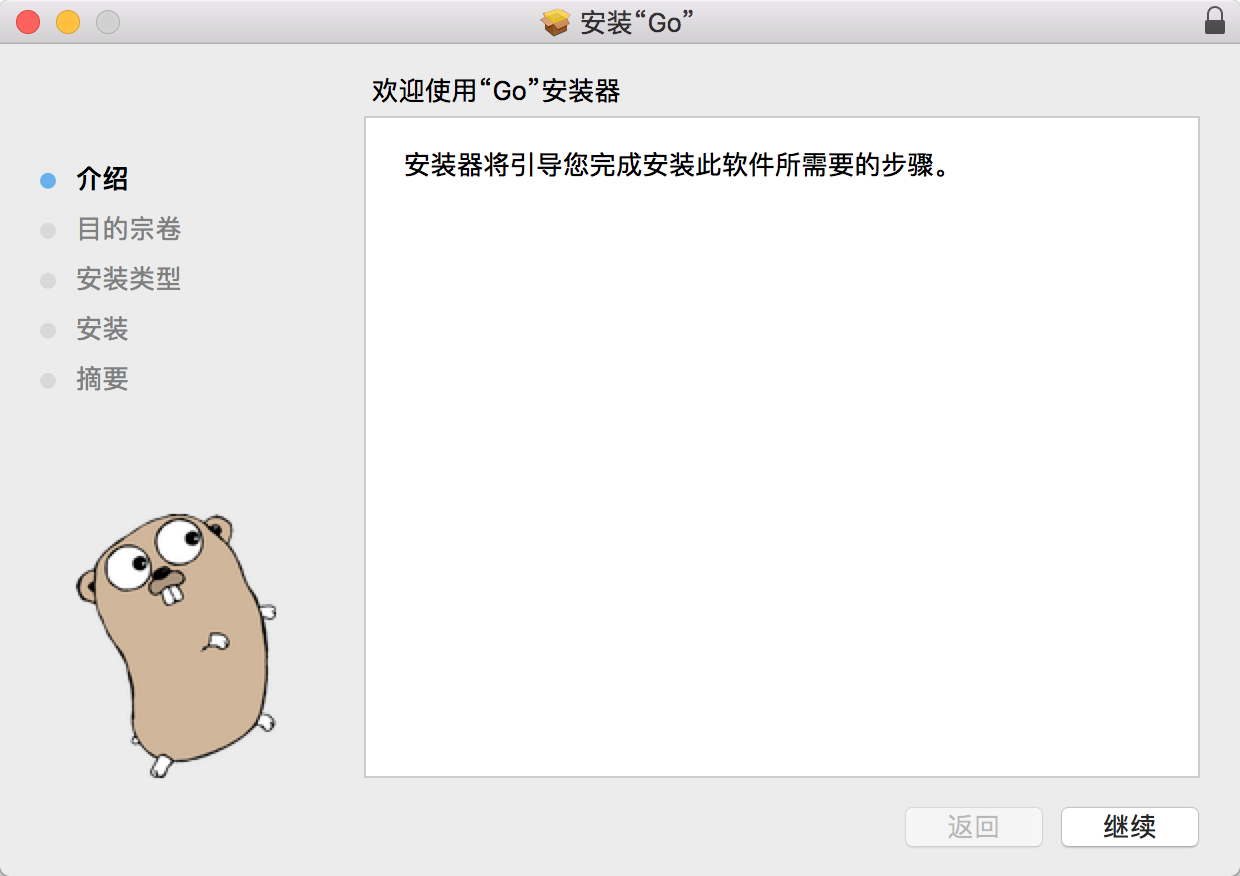 安装“Go”
欢迎使用“Go”安装器
安装器将引导您完成安装此软件所需要的步骤。
介绍
目的宗卷
安装类型
安装
摘要
返回
继续